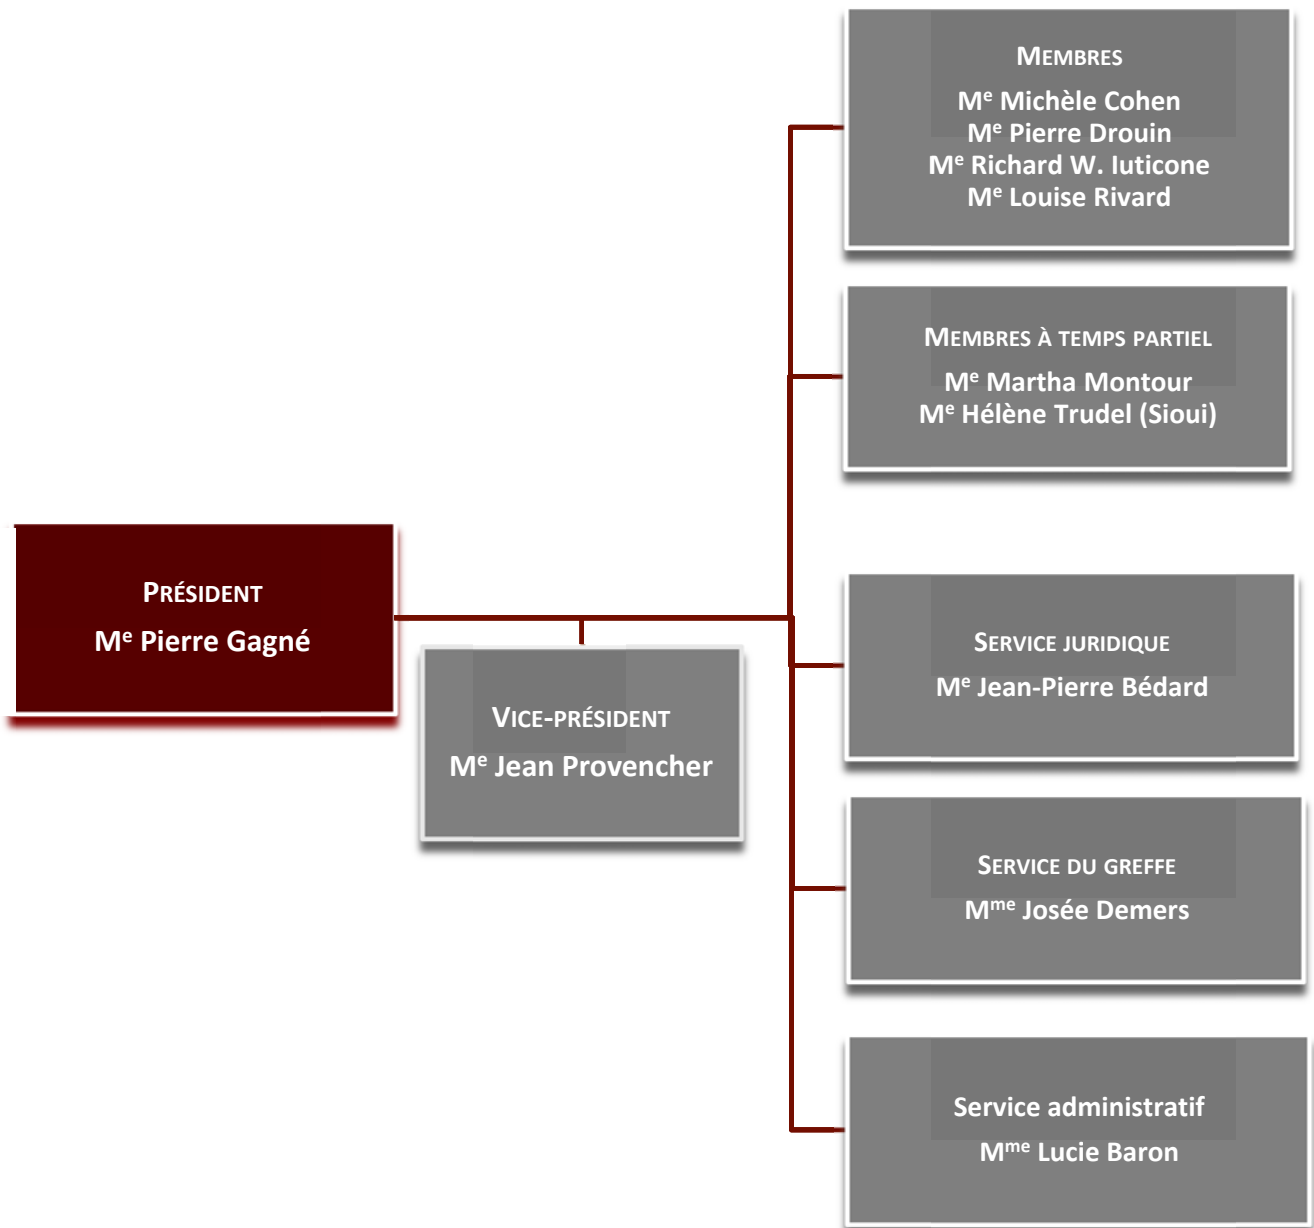 MEMBRES
Me Michèle Cohen
Me Pierre Drouin
Me Richard W. Iuticone
Me Louise Rivard
MEMBRES À TEMPS PARTIEL
Me Martha Montour
Me Hélène Trudel (Sioui)
PRÉSIDENT
Me Pierre Gagné
VICE-PRÉSIDENT
Me Jean Provencher
SERVICE JURIDIQUE
Me Jean-Pierre Bédard
SERVICE DU GREFFE
Mme Josée Demers
Service administratif
Mme Lucie Baron